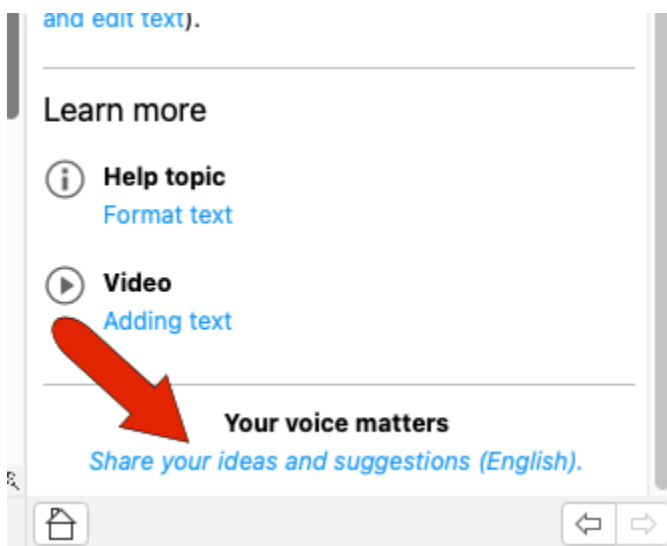 and edit text).
Learn more
Help topic
Format text
Video
Adding text
Your voice matters
Share your ideas and suggestions (English).